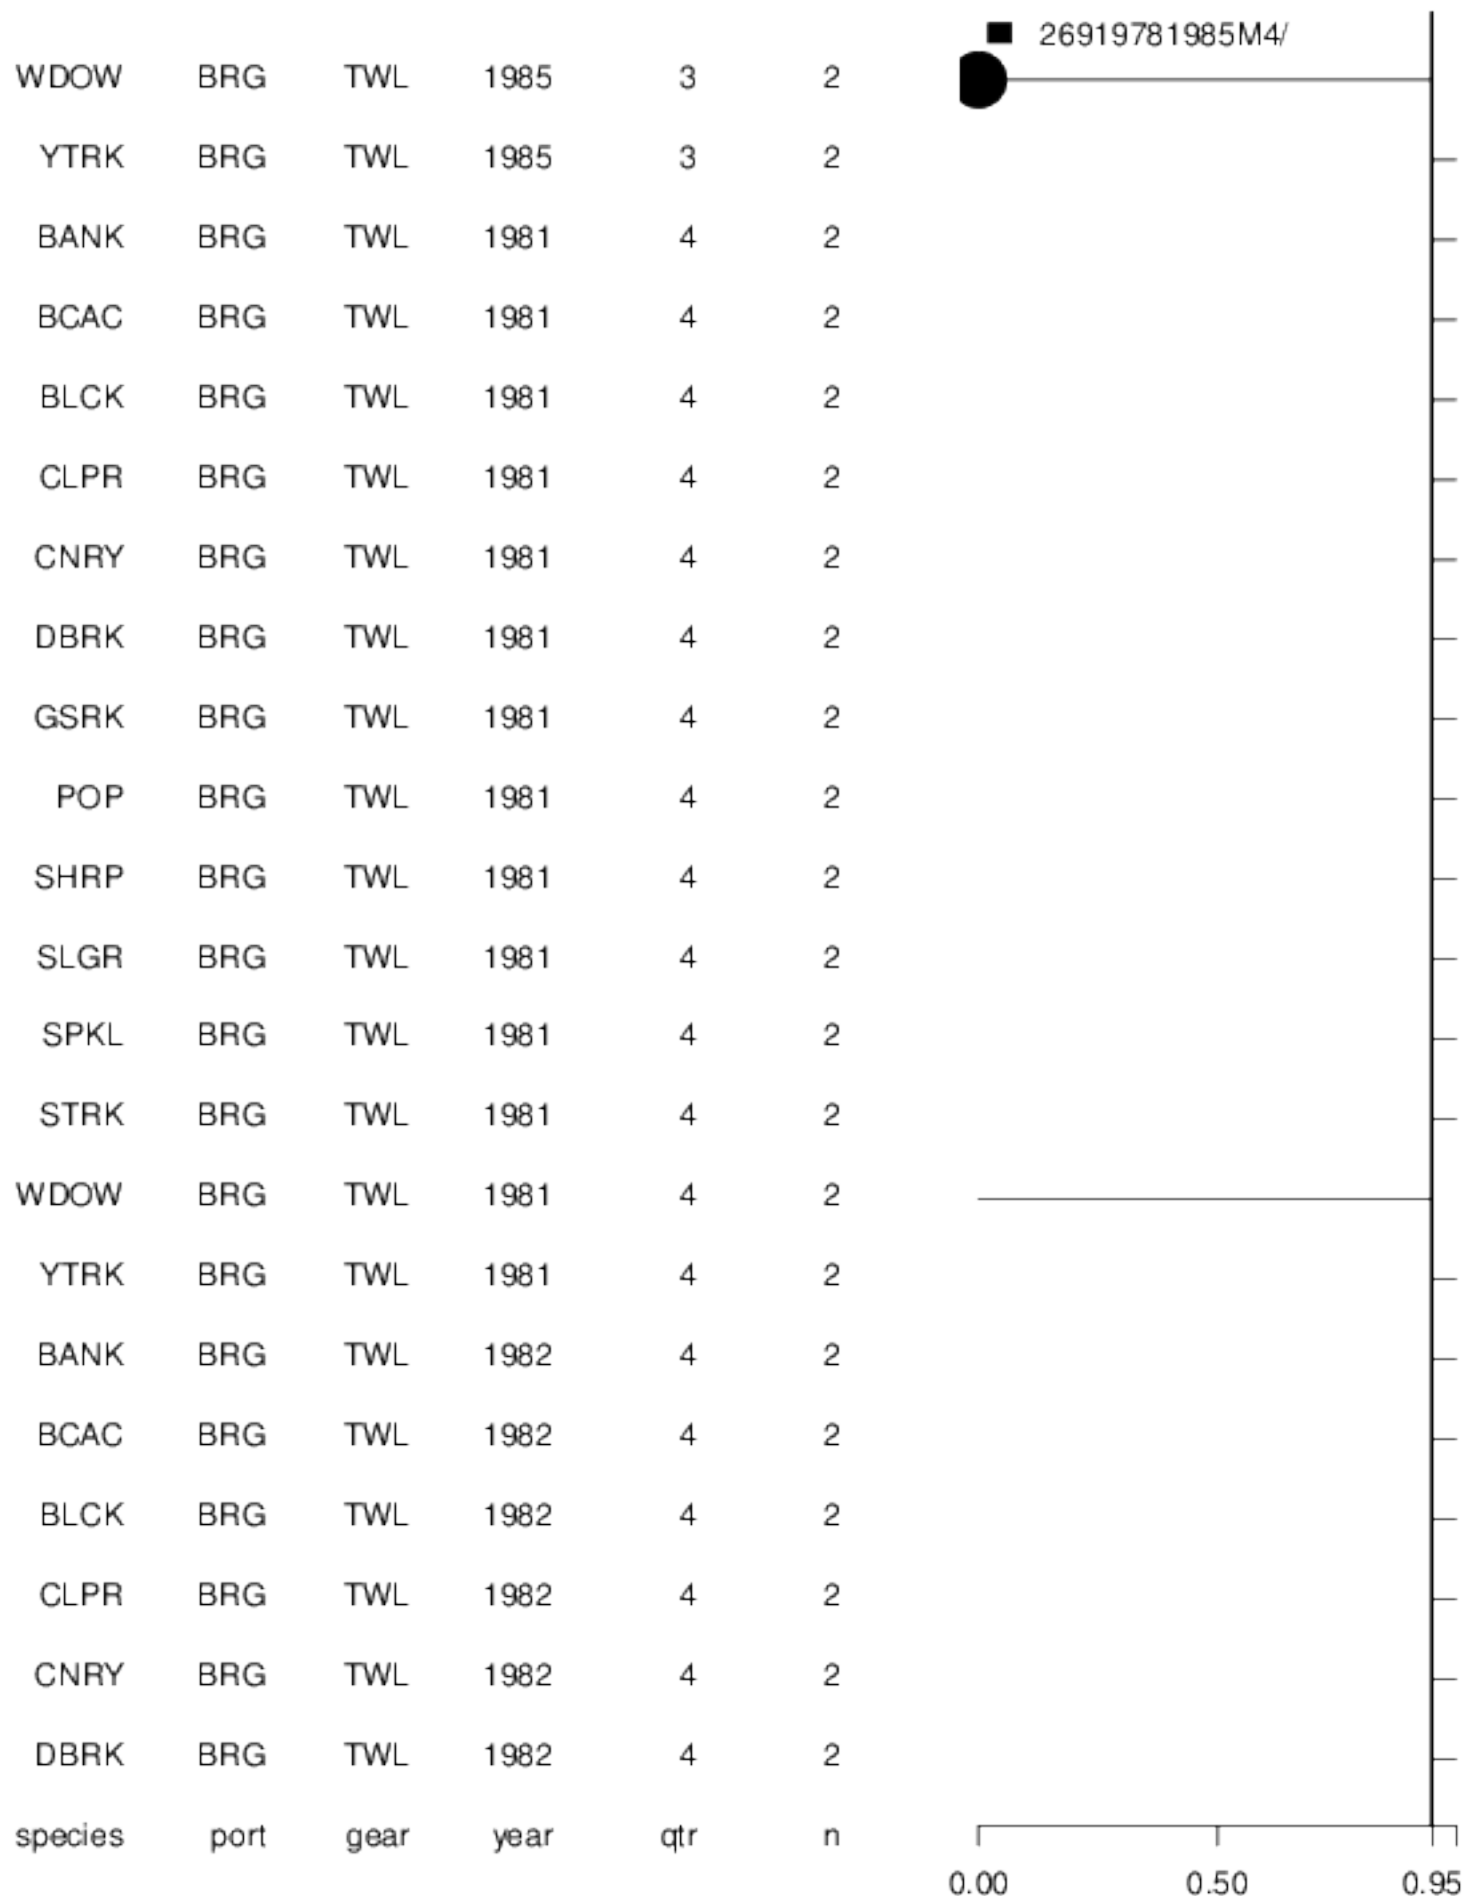 26919781985M4/
WDOW BRG TWL 1985 3 2
YTRK BRG TWL 1985 3 2
BANK BRG TWL 1981 4 2
BCAC BRG TWL 1981 4 2
BLCK BRG TWL 1981 4 2
CLPR BRG TWL 1981 4 2
CNRY BRG TWL 1981 4 2
DBRK BRG TWL 1981 4 2
GSRK BRG TWL 1981 4 2
POP BRG TWL 1981 4 2
SHRP BRG TWL 1981 4 2
SLGR BRG TWL 1981 4 2
SPKL BRG TWL 1981 4 2
STRK BRG TWL 1981 4 2
WDOW BRG TWL 1981 4 2
YTRK BRG TWL 1981 4 2
BANK BRG TWL 1982 4 2
BCAC BRG TWL 1982 4 2
BLCK BRG TWL 1982 4 2
CLPR BRG TWL 1982 4 2
CNRY BRG TWL 1982 4 2
DBRK BRG TWL 1982 4 2
species port gear year qtr n
0.00 0.50 0.95